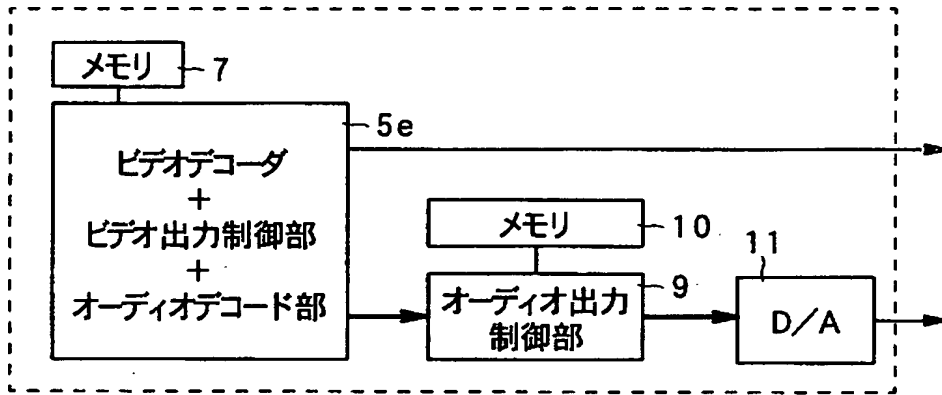 メモリ 7
5e
ビデオデコーダ
+
ビデオ出力制御部
+
オーディオデコード部
メモリ 10
オーディオ出力
制御部
9
11
D/A